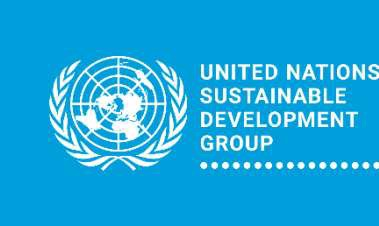 UNITED NATIONS
SUSTAINABLE
DEVELOPMENT
GROUP